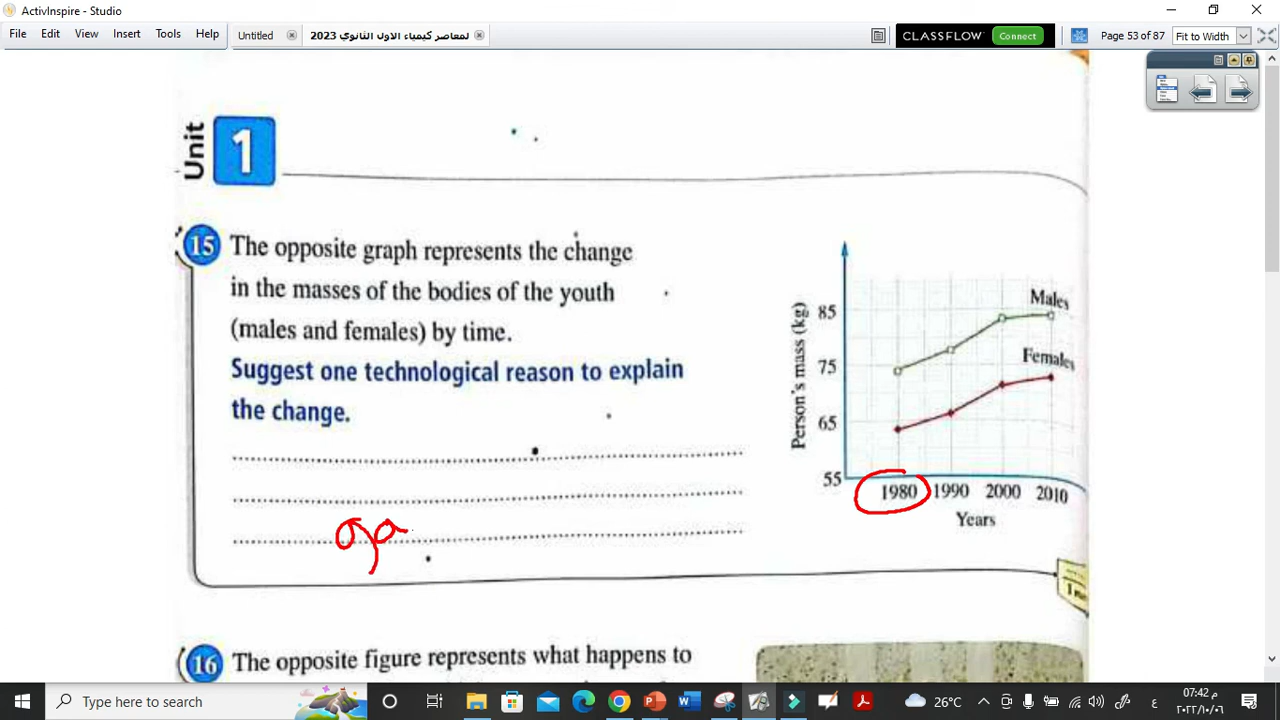 ActivInspire - Studio
File Edit View Insert Tools Help Untitled لمعاصر كيمياء الاول الثانوي 2023 CLASSFLOW Connect Page 53 of 87 Fit to Width
Unit 1
15 The opposite graph represents the change
in the masses of the bodies of the youth
(males and females) by time.
Suggest one technological reason to explain
the change.
Person's mass (kg)
85
75
65
55
Males
Females
1980 1990 2000 2010
Years
16 The opposite figure represents what happens to
Type here to search
26°C
ع
07:42 م
٢٠٢٢/١٠/٠٦